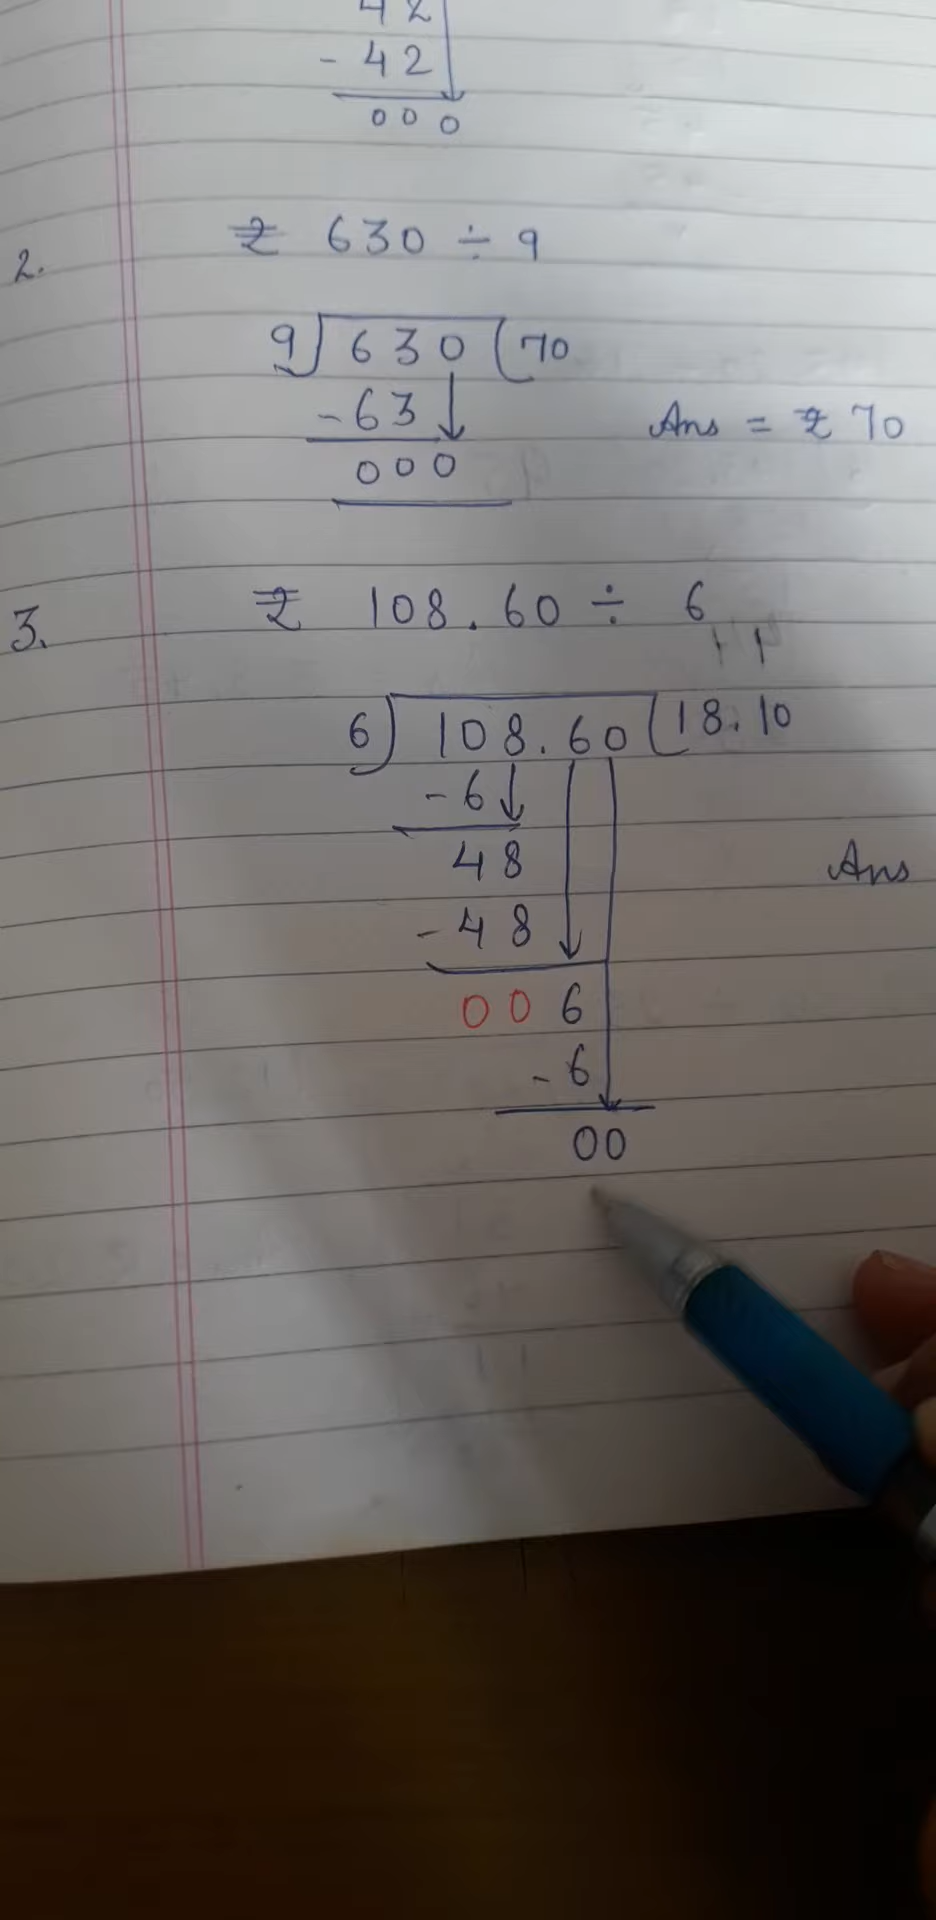 42
- 42
000
2. ₹ 630 ÷ 9
9) 630 (70
-63
Ans = ₹ 70
000
3. ₹ 108.60 ÷ 6
6) 108.60 (18.10
-6
48
Ans
-48
006
-6
00